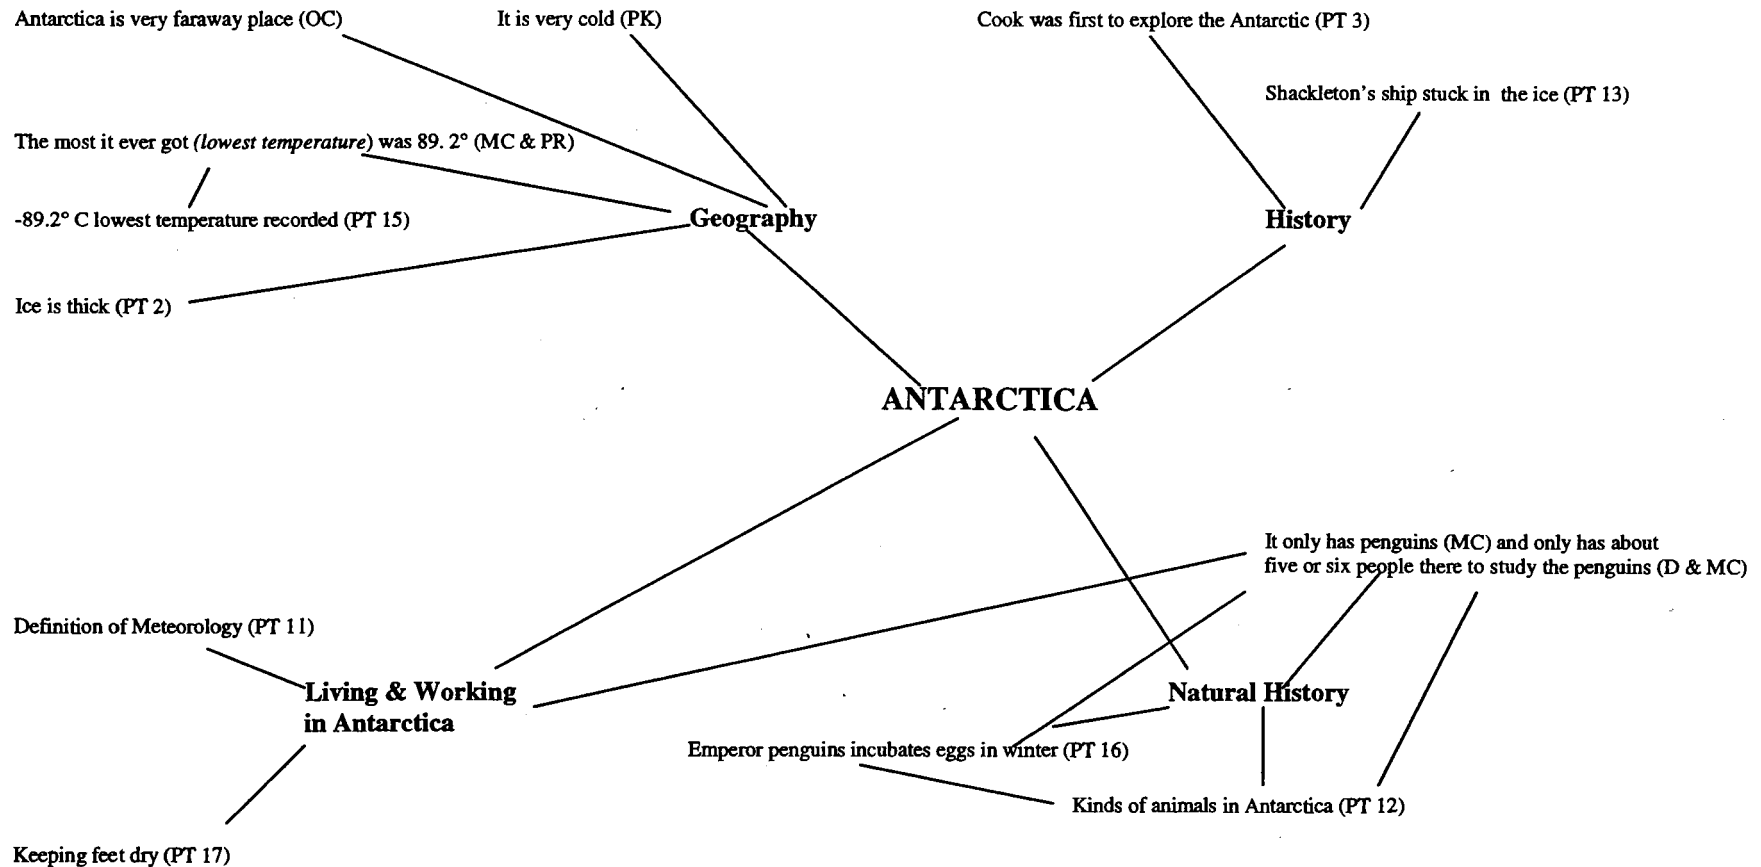 Antarctica is very faraway place (OC)
It is very cold (PK)
Cook was first to explore the Antarctic (PT 3)
Shackleton's ship stuck in the ice (PT 13)
The most it ever got (lowest temperature) was 89. 2° (MC & PR)
-89.2° C lowest temperature recorded (PT 15)
Geography
History
Ice is thick (PT 2)
ANTARCTICA
It only has penguins (MC) and only has about
five or six people there to study the penguins (D & MC)
Definition of Meteorology (PT 11)
Living & Working
in Antarctica
Natural History
Emperor penguins incubates eggs in winter (PT 16)
Kinds of animals in Antarctica (PT 12)
Keeping feet dry (PT 17)